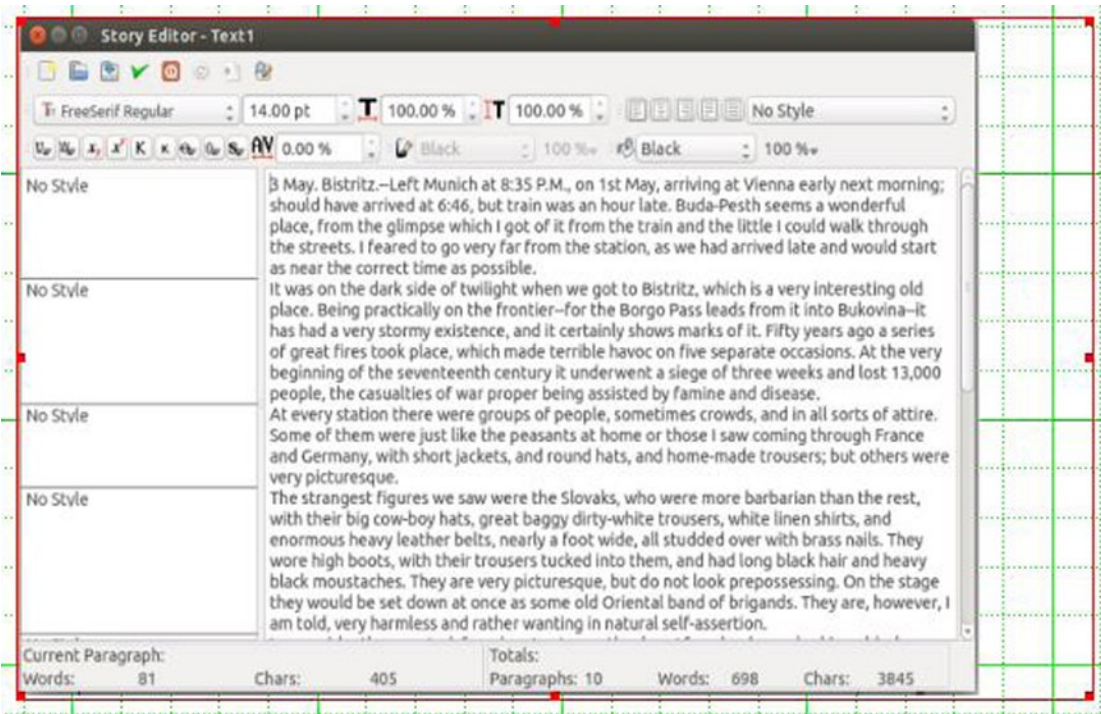 Story Editor - Text1
FreeSerif Regular 14.00 pt T 100.00 % T 100.00 % No Style
K K AV 0.00 % Black 100 % Black 100 %
No Style
3 May. Bistritz.--Left Munich at 8:35 P.M., on 1st May, arriving at Vienna early next morning;
should have arrived at 6:46, but train was an hour late. Buda-Pesth seems a wonderful
place, from the glimpse which I got of it from the train and the little I could walk through
the streets. I feared to go very far from the station, as we had arrived late and would start
as near the correct time as possible.
No Style
It was on the dark side of twilight when we got to Bistritz, which is a very interesting old
place. Being practically on the frontier--for the Borgo Pass leads from it into Bukovina--it
has had a very stormy existence, and it certainly shows marks of it. Fifty years ago a series
of great fires took place, which made terrible havoc on five separate occasions. At the very
beginning of the seventeenth century it underwent a siege of three weeks and lost 13,000
people, the casualties of war proper being assisted by famine and disease.
No Style
At every station there were groups of people, sometimes crowds, and in all sorts of attire.
Some of them were just like the peasants at home or those I saw coming through France
and Germany, with short jackets, and round hats, and home-made trousers; but others were
very picturesque.
No Style
The strangest figures we saw were the Slovaks, who were more barbarian than the rest,
with their big cow-boy hats, great baggy dirty-white trousers, white linen shirts, and
enormous heavy leather belts, nearly a foot wide, all studded over with brass nails. They
wore high boots, with their trousers tucked into them, and had long black hair and heavy
black moustaches. They are very picturesque, but do not look prepossessing. On the stage
they would be set down at once as some old Oriental band of brigands. They are, however, I
am told, very harmless and rather wanting in natural self-assertion.
Current Paragraph: Totals:
Words: 81 Chars: 405 Paragraphs: 10 Words: 698 Chars: 3845